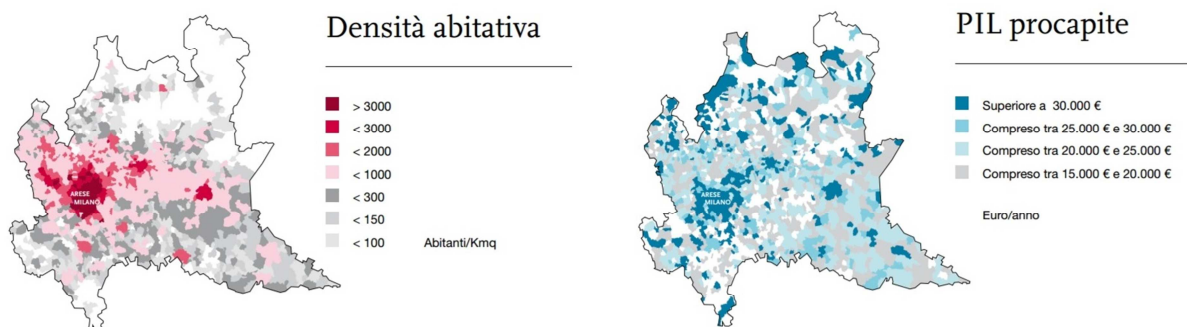 Densità abitativa
> 3000
< 3000
< 2000
< 1000
< 300
< 150
< 100
Abitanti/Kmq
ARESE
MILANO
PIL procapite
Superiore a 30.000 €
Compreso tra 25.000 € e 30.000 €
Compreso tra 20.000 € e 25.000 €
Compreso tra 15.000 € e 20.000 €
Euro/anno
ARESE
MILANO